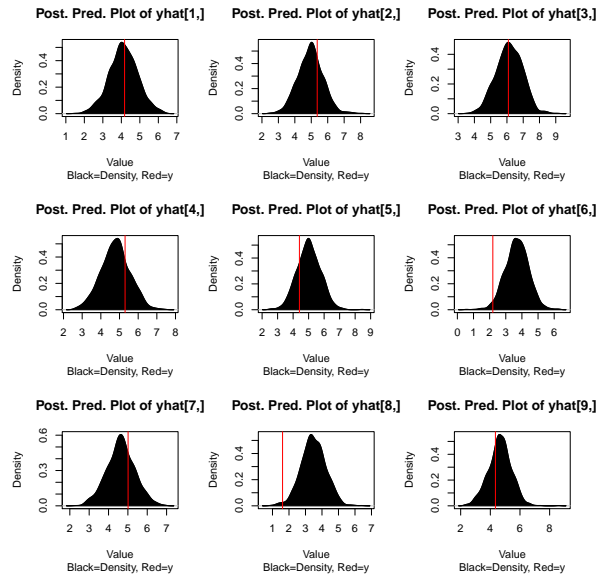 Post. Pred. Plot of yhat[1,]
Density
0.0 0.4
1 2 3 4 5 6 7
Value
Black=Density, Red=y
Post. Pred. Plot of yhat[2,]
Density
0.0 0.2 0.4
2 3 4 5 6 7 8
Value
Black=Density, Red=y
Post. Pred. Plot of yhat[3,]
Density
0.0 0.2 0.4
3 4 5 6 7 8 9
Value
Black=Density, Red=y
Post. Pred. Plot of yhat[4,]
Density
0.0 0.2 0.4
2 3 4 5 6 7 8
Value
Black=Density, Red=y
Post. Pred. Plot of yhat[5,]
Density
0.0 0.2 0.4
2 3 4 5 6 7 8 9
Value
Black=Density, Red=y
Post. Pred. Plot of yhat[6,]
Density
0.0 0.2 0.4
0 1 2 3 4 5 6
Value
Black=Density, Red=y
Post. Pred. Plot of yhat[7,]
Density
0.0 0.3 0.6
2 3 4 5 6 7
Value
Black=Density, Red=y
Post. Pred. Plot of yhat[8,]
Density
0.0 0.2 0.4
1 2 3 4 5 6 7
Value
Black=Density, Red=y
Post. Pred. Plot of yhat[9,]
Density
0.0 0.2 0.4
2 4 6 8
Value
Black=Density, Red=y